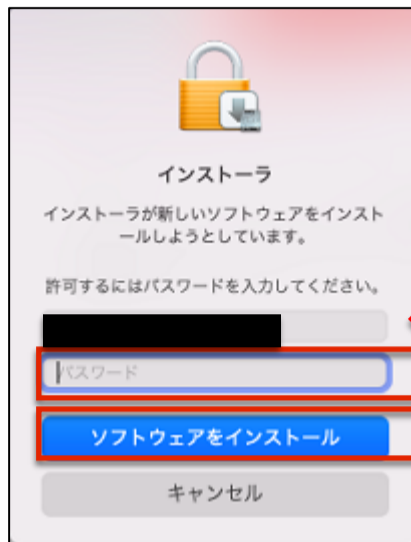 インストーラ
インストーラが新しいソフトウェアをインスト
ールしようとしています。
許可するにはパスワードを入力してください。
パスワード
ソフトウェアをインストール
キャンセル